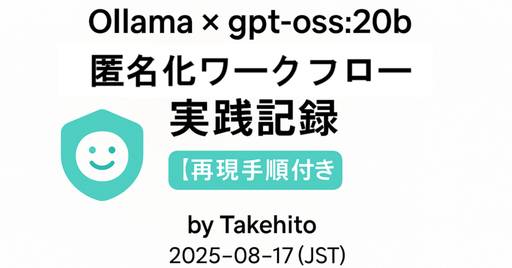 Ollama × gpt-oss:20b
匿名化ワークフロー
実践記録
【再現手順付き
by Takehito
2025-08-17 (JST)